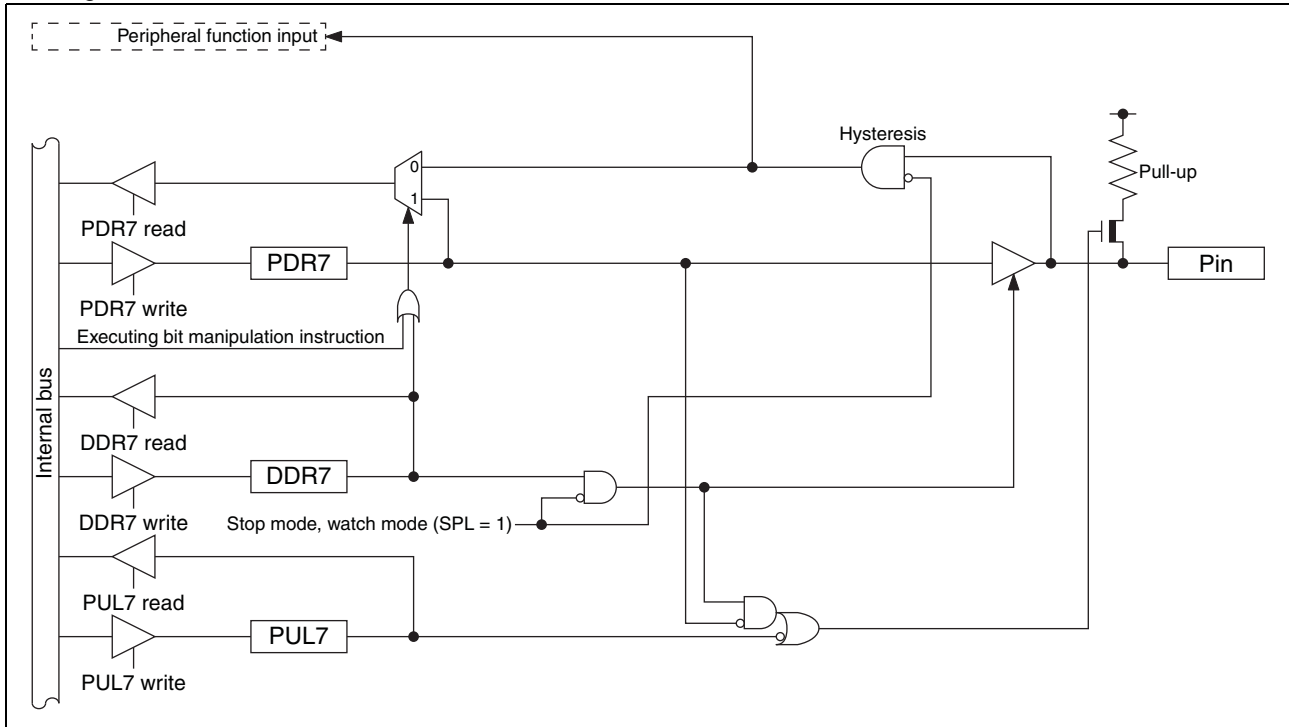 Peripheral function input
Hysteresis
0
Pull-up
1
PDR7 read
PDR7
Pin
PDR7 write
Executing bit manipulation instruction
Internal bus
DDR7 read
DDR7
Stop mode, watch mode (SPL = 1)
DDR7 write
PUL7 read
PUL7
PUL7 write